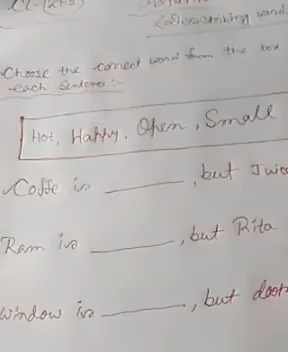 Choose the correct word from the box
each Sentence :-
Hot, Happy, Open, Small
Coffe is ______, but
Ram is ______, but Rita
Window is ______, but door